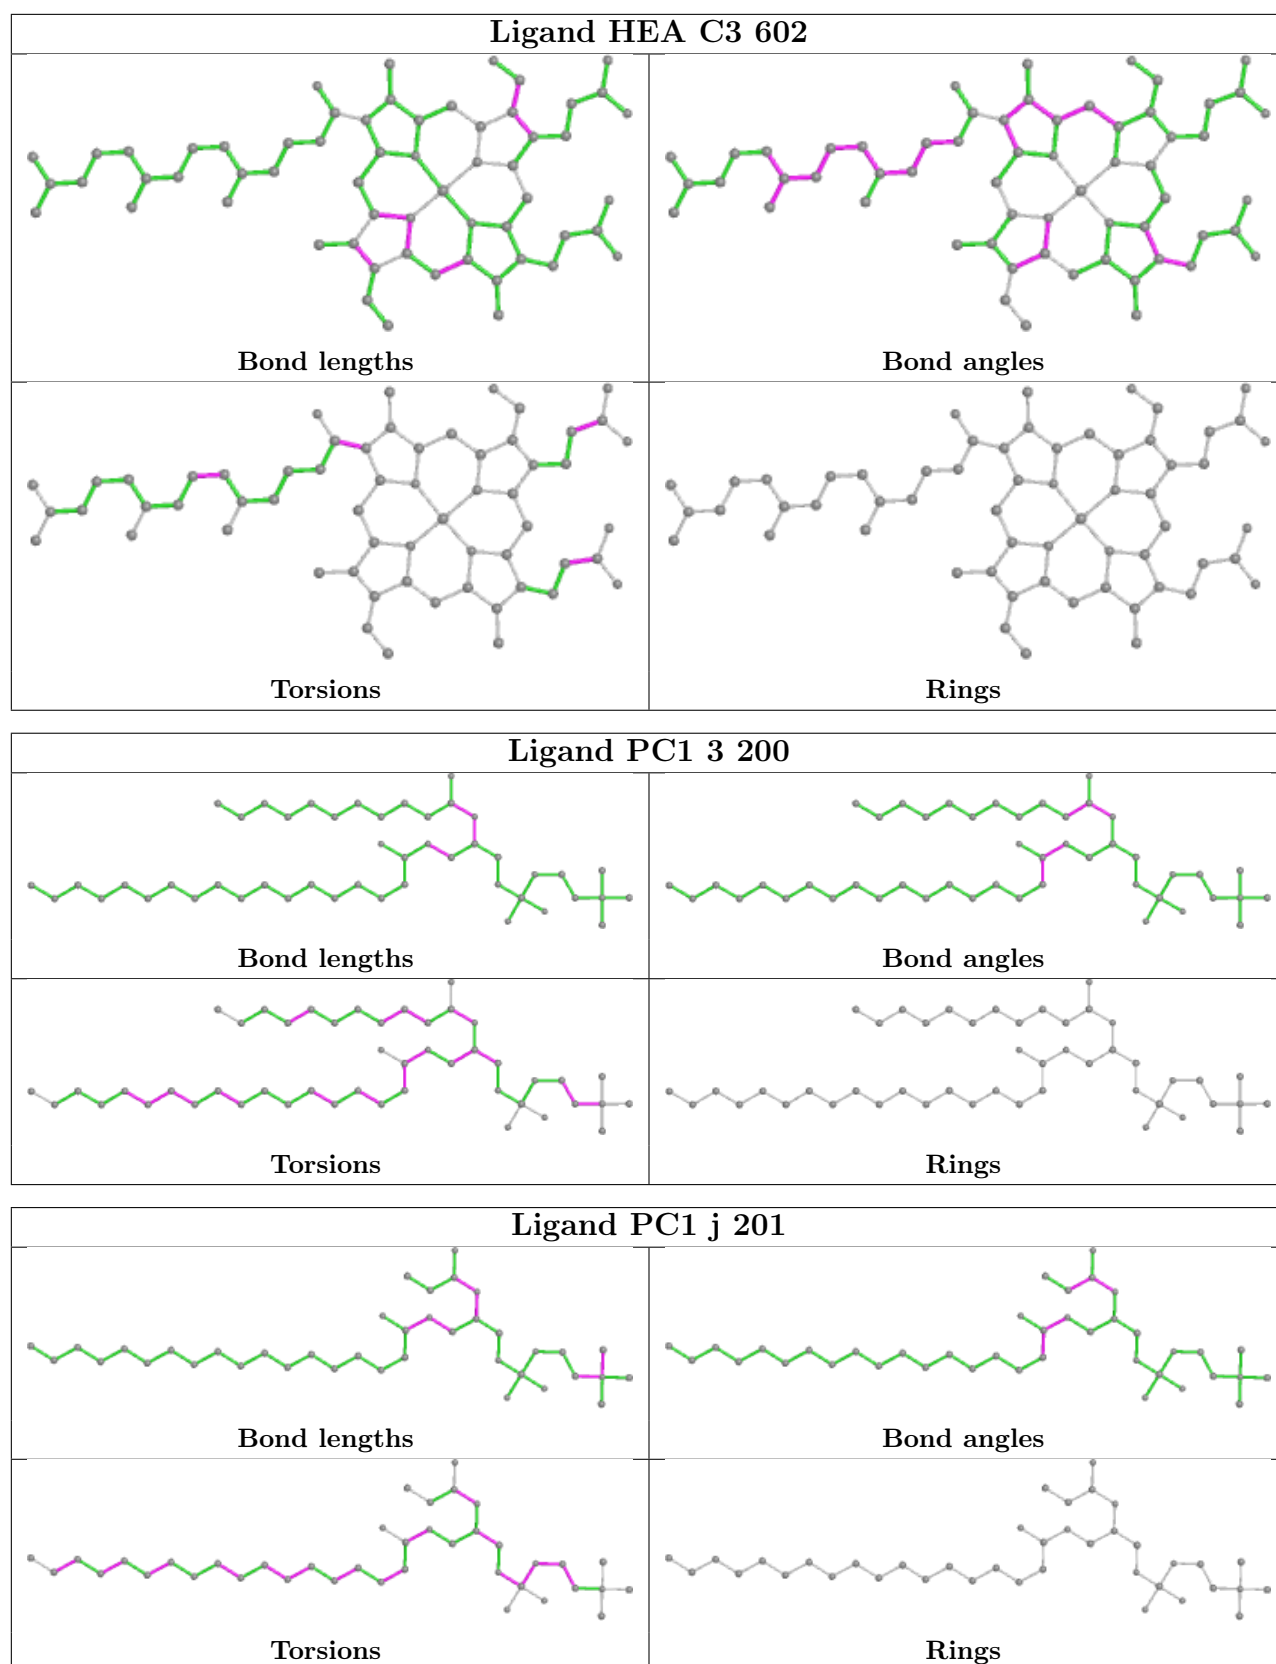 Ligand HEA C3 602
Bond lengths
Bond angles
Torsions
Rings
Ligand PC1 3 200
Bond lengths
Bond angles
Torsions
Rings
Ligand PC1 j 201
Bond lengths
Bond angles
Torsions
Rings